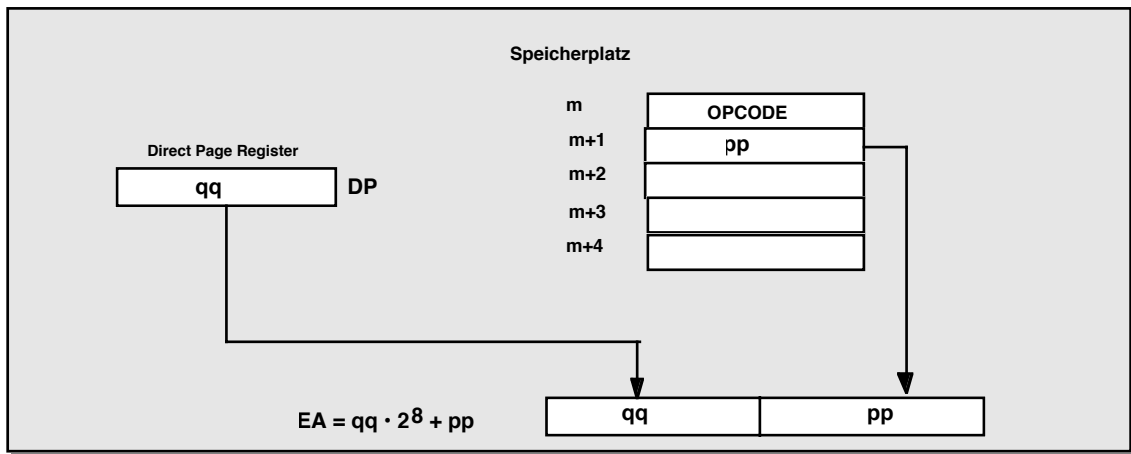 Speicherplatz
m
OPCODE
m+1
pp
Direct Page Register
qq
DP
m+2
m+3
m+4
EA = qq · 2⁸ + pp
qq
pp